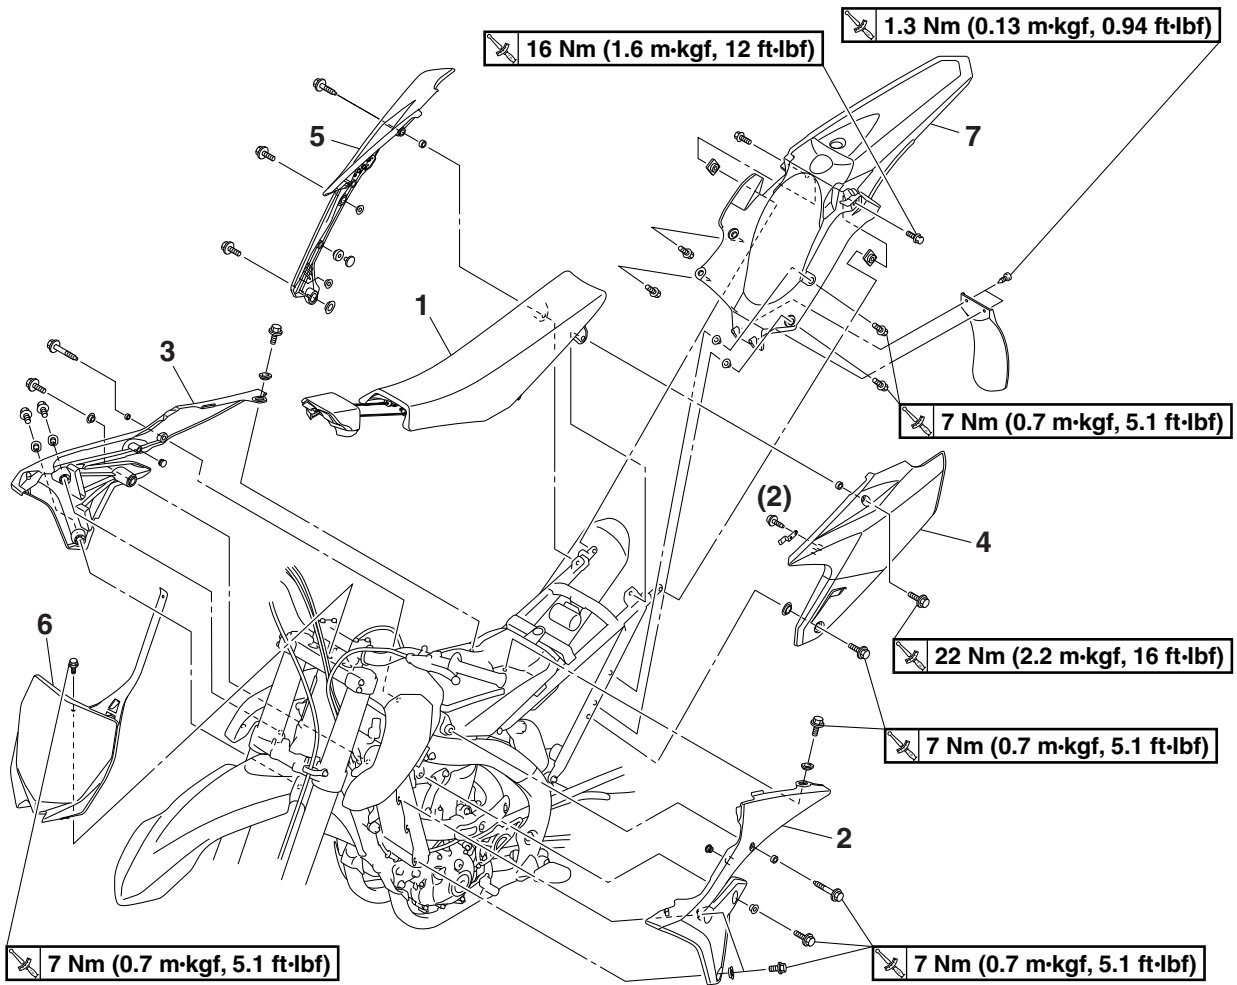 1.3 Nm (0.13 m•kgf, 0.94 ft•lbf)
16 Nm (1.6 m•kgf, 12 ft•lbf)
5
7
1
3
7 Nm (0.7 m•kgf, 5.1 ft•lbf)
(2)
4
6
22 Nm (2.2 m•kgf, 16 ft•lbf)
7 Nm (0.7 m•kgf, 5.1 ft•lbf)
2
7 Nm (0.7 m•kgf, 5.1 ft•lbf)
7 Nm (0.7 m•kgf, 5.1 ft•lbf)